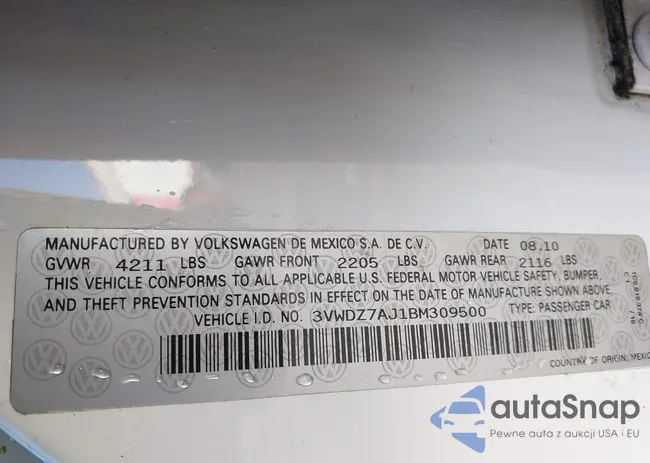 MANUFACTURED BY VOLKSWAGEN DE MEXICO S.A. DE C.V. DATE 08.10
GVWR 4211 LBS GAWR FRONT 2205 LBS GAWR REAR 2116 LBS
THIS VEHICLE CONFORMS TO ALL APPLICABLE U.S. FEDERAL MOTOR VEHICLE SAFETY, BUMPER,
AND THEFT PREVENTION STANDARDS IN EFFECT ON THE DATE OF MANUFACTURE SHOWN ABOVE.
VEHICLE I.D. NO. 3VWDZ7AJ1BM309500 TYPE: PASSENGER CAR
COUNTRY OF ORIGIN: MEXICO
autaSnap
Pewne auta z aukcji USA i EU